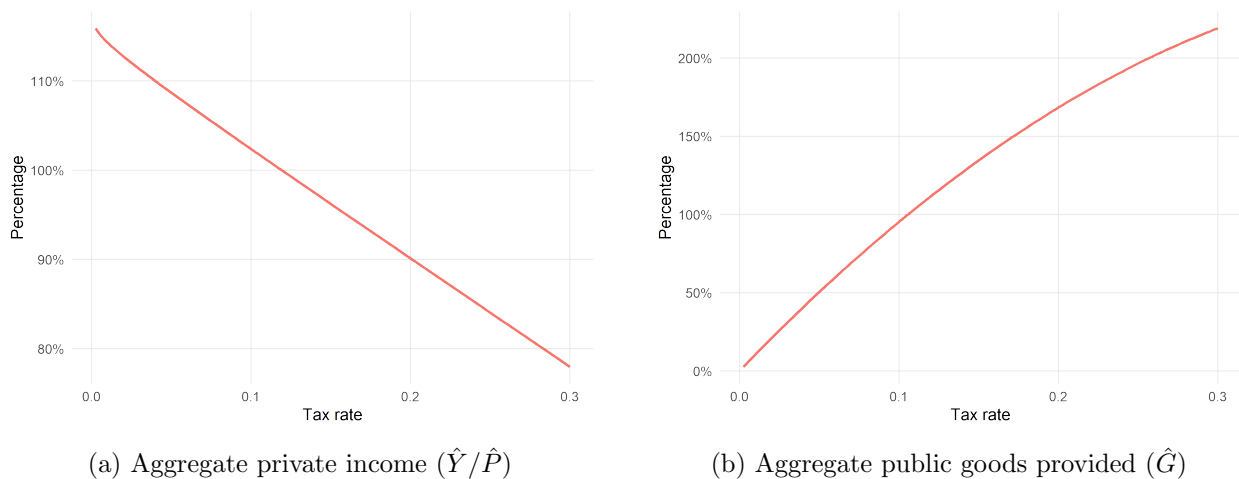 110%
100%
90%
80%
Percentage
0.0 0.1 0.2 0.3
Tax rate
(a) Aggregate private income (Ŷ/P̂)
200%
150%
100%
50%
0%
Percentage
0.0 0.1 0.2 0.3
Tax rate
(b) Aggregate public goods provided (Ĝ)